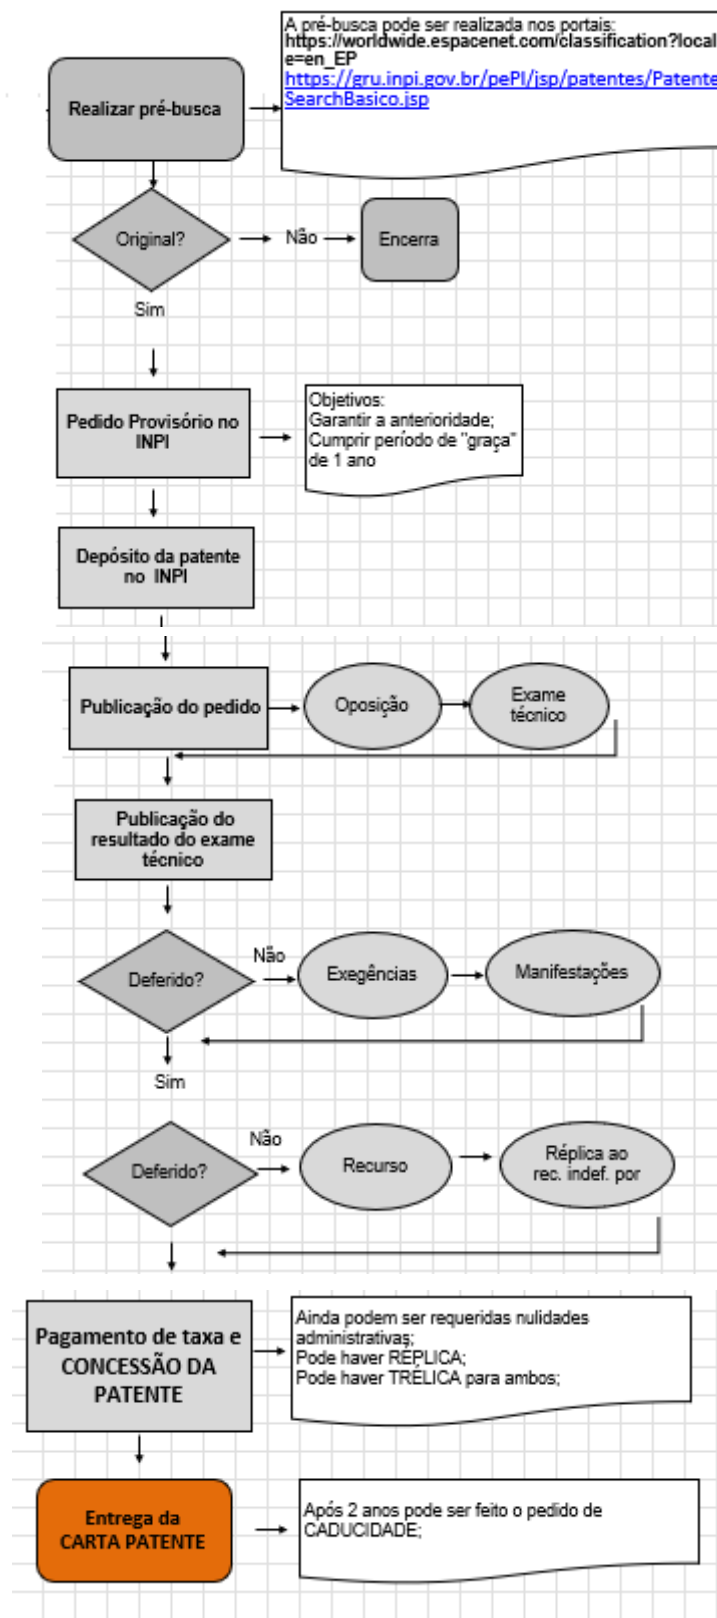 A pré-busca pode ser realizada nos portais:
https://worldwide.espacenet.com/classification?local
e=en_EP
https://gru.inpi.gov.br/pePI/jsp/patentes/Patente
SearchBasico.jsp
Realizar pré-busca
Original?
Não
Encerra
Sim
Pedido Provisório no
INPI
Objetivos:
Garantir a anterioridade;
Cumprir período de "graça"
de 1 ano
Depósito da patente
no INPI
Publicação do pedido
Oposição
Exame
técnico
Publicação do
resultado do exame
técnico
Deferido?
Não
Exegências
Manifestações
Sim
Deferido?
Não
Recurso
Réplica ao
rec. indef. por
Pagamento de taxa e
CONCESSÃO DA
PATENTE
Ainda podem ser requeridas nulidades
administrativas;
Pode haver RÉPLICA;
Pode haver TRÉLICA para ambos;
Entrega da
CARTA PATENTE
Após 2 anos pode ser feito o pedido de
CADUCIDADE;